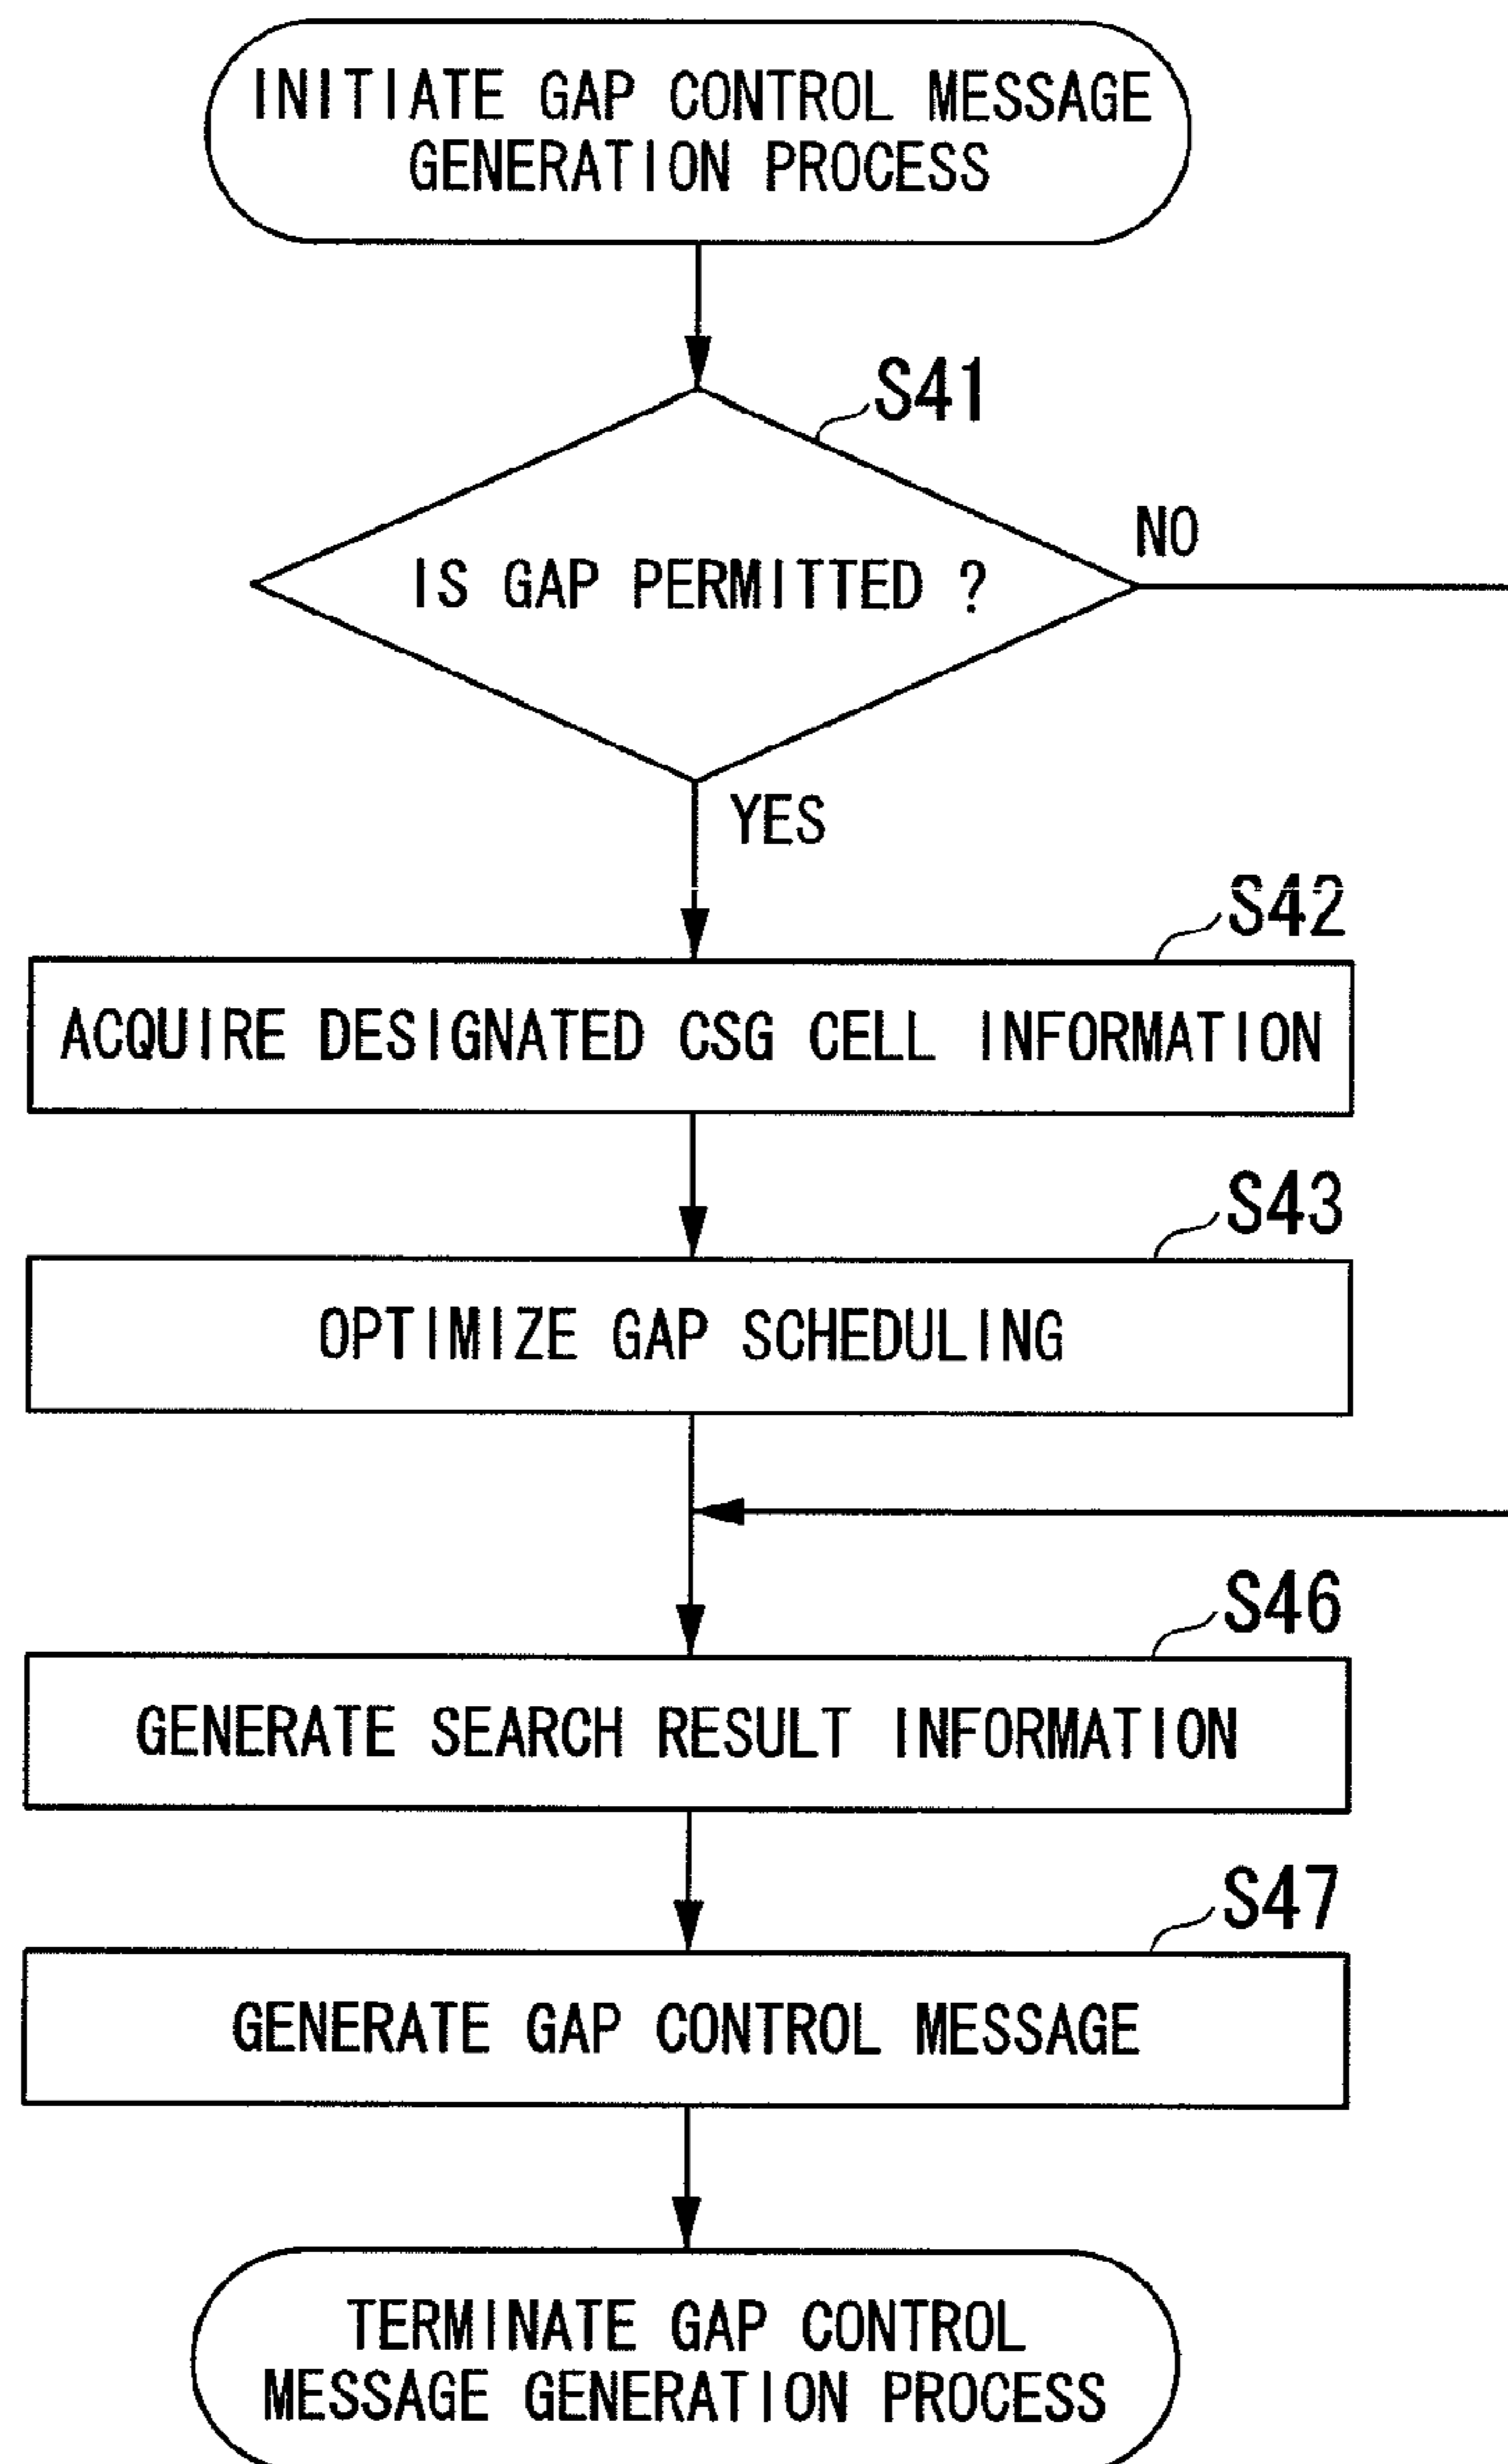 INITIATE GAP CONTROL MESSAGE
GENERATION PROCESS
S41
NO
IS GAP PERMITTED ?
YES
S42
ACQUIRE DESIGNATED CSG CELL INFORMATION
S43
OPTIMIZE GAP SCHEDULING
S46
GENERATE SEARCH RESULT INFORMATION
S47
GENERATE GAP CONTROL MESSAGE
TERMINATE GAP CONTROL
MESSAGE GENERATION PROCESS